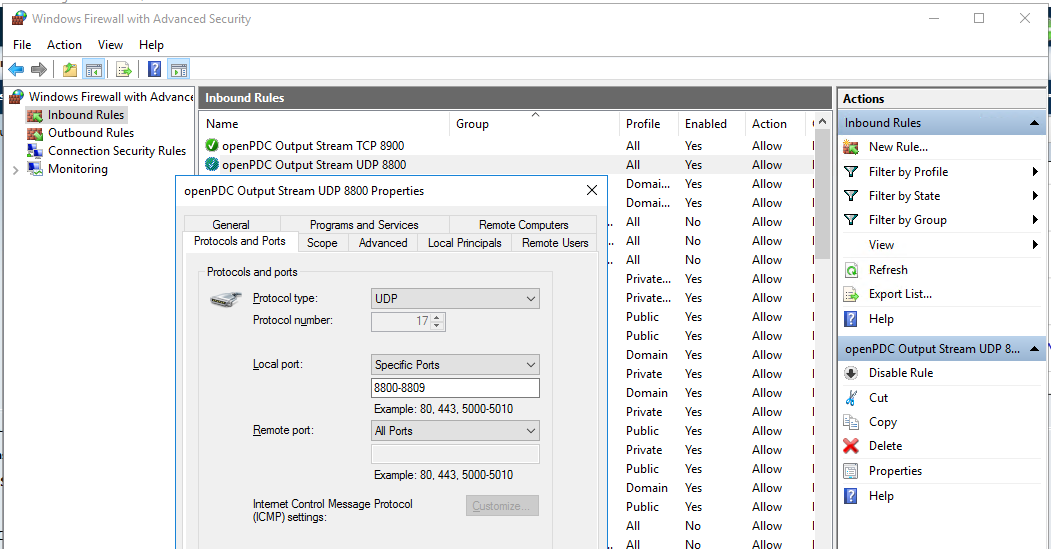 Windows Firewall with Advanced Security
File Action View Help
Windows Firewall with Advance
Inbound Rules
Outbound Rules
Connection Security Rules
Monitoring
Inbound Rules
Name Group Profile Enabled Action
openPDC Output Stream TCP 8900 All Yes Allow
openPDC Output Stream UDP 8800 All Yes Allow
Domai... Yes Allow
Domai... Yes Allow
All No Allow
All No Allow
All No Allow
Private... Yes Allow
Private... Yes Allow
Public Yes Allow
Public Yes Allow
Domain Yes Allow
Private Yes Allow
Domain Yes Allow
Private Yes Allow
Public Yes Allow
Private Yes Allow
Public Yes Allow
Domain Yes Allow
Public Yes Allow
All No Allow
All No Allow
openPDC Output Stream UDP 8800 Properties
General Programs and Services Remote Computers
Protocols and Ports Scope Advanced Local Principals Remote Users
Protocols and ports
Protocol type: UDP
Protocol number: 17
Local port: Specific Ports
8800-8809
Example: 80, 443, 5000-5010
Remote port: All Ports
Example: 80, 443, 5000-5010
Internet Control Message Protocol
(ICMP) settings:
Customize...
Actions
Inbound Rules
New Rule...
Filter by Profile
Filter by State
Filter by Group
View
Refresh
Export List...
Help
openPDC Output Stream UDP 8...
Disable Rule
Cut
Copy
Delete
Properties
Help